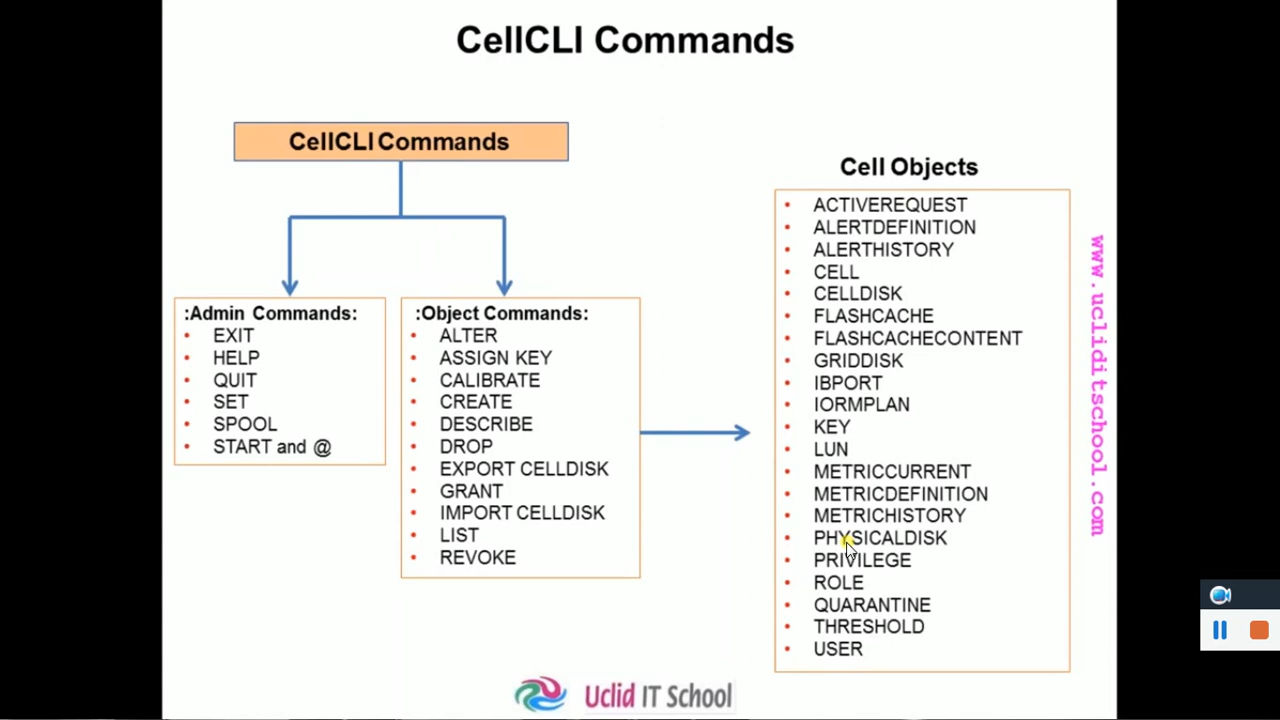 CellCLI Commands
CellCLI Commands
:Admin Commands:
• EXIT
• HELP
• QUIT
• SET
• SPOOL
• START and @
:Object Commands:
• ALTER
• ASSIGN KEY
• CALIBRATE
• CREATE
• DESCRIBE
• DROP
• EXPORT CELLDISK
• GRANT
• IMPORT CELLDISK
• LIST
• REVOKE
Cell Objects
• ACTIVEREQUEST
• ALERTDEFINITION
• ALERTHISTORY
• CELL
• CELLDISK
• FLASHCACHE
• FLASHCACHECONTENT
• GRIDDISK
• IBPORT
• IORMPLAN
• KEY
• LUN
• METRICCURRENT
• METRICDEFINITION
• METRICHISTORY
• PHYSICALDISK
• PRIVILEGE
• ROLE
• QUARANTINE
• THRESHOLD
• USER
www.ucliditschool.com
Uclid IT School